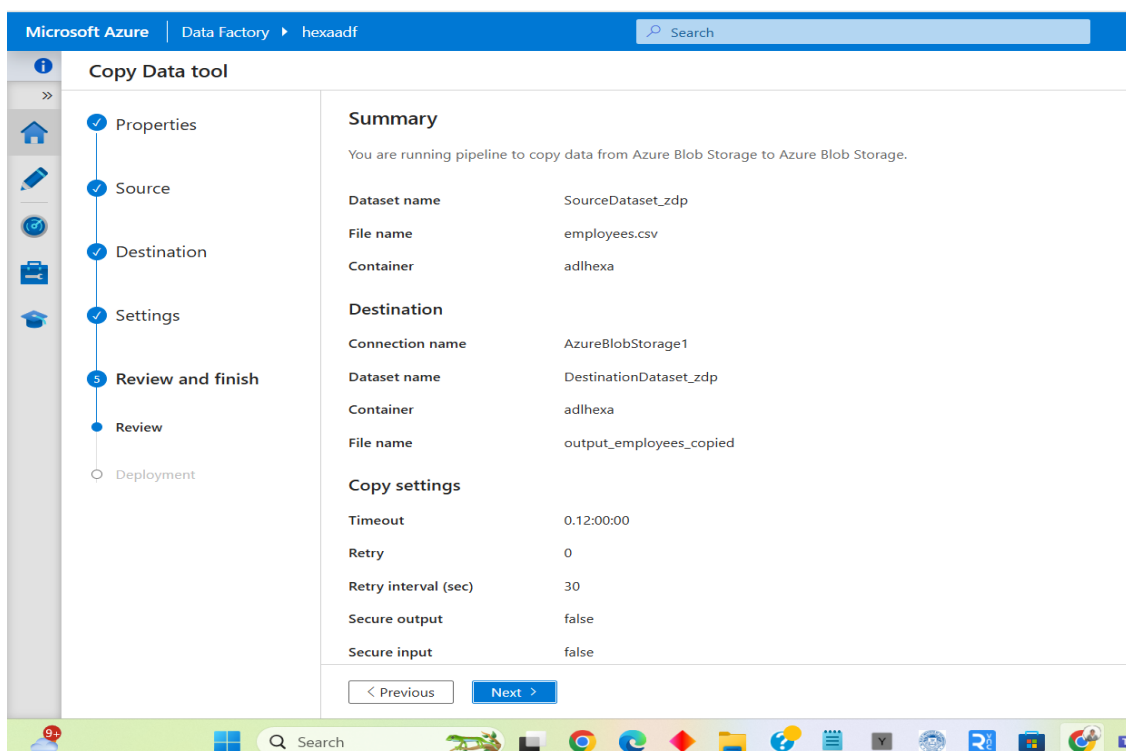 Microsoft Azure Data Factory hexaadf Search
Copy Data tool
Properties
Source
Destination
Settings
5 Review and finish
Review
Deployment
Summary
You are running pipeline to copy data from Azure Blob Storage to Azure Blob Storage.
Dataset name SourceDataset_zdp
File name employees.csv
Container adlhexa
Destination
Connection name AzureBlobStorage1
Dataset name DestinationDataset_zdp
Container adlhexa
File name output_employees_copied
Copy settings
Timeout 0.12:00:00
Retry 0
Retry interval (sec) 30
Secure output false
Secure input false
< Previous Next >
9+ Search